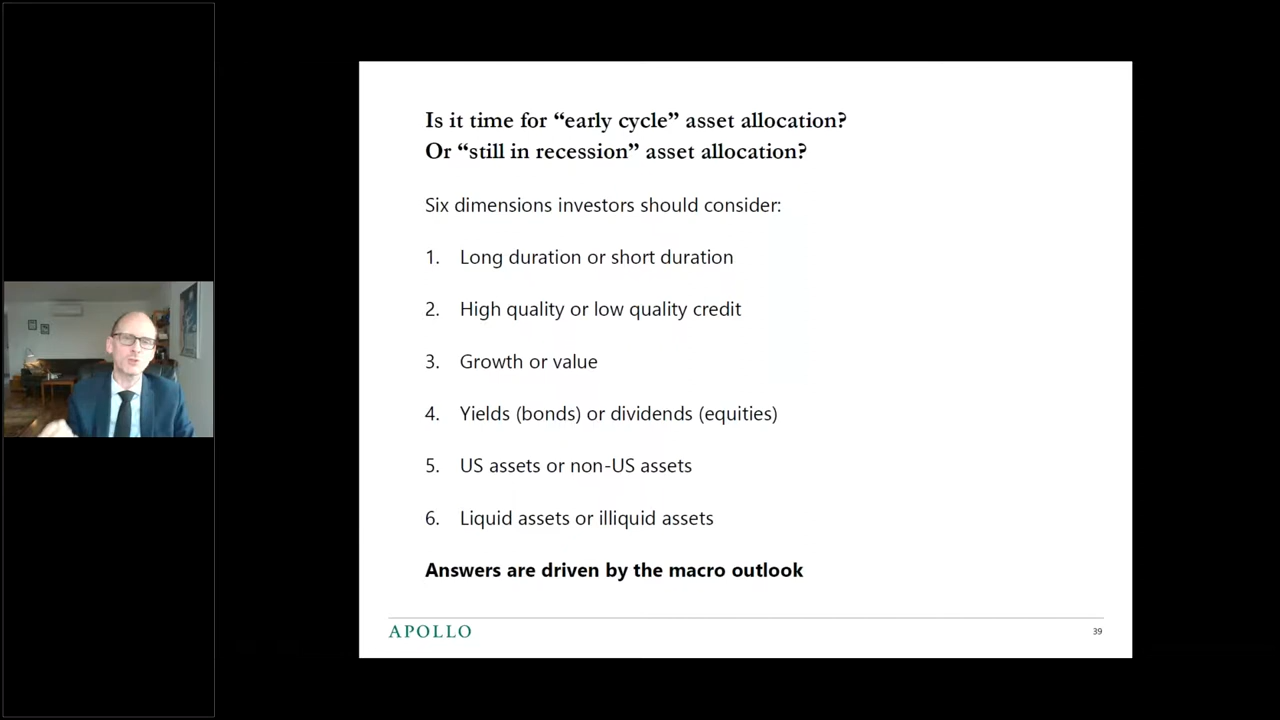 Is it time for “early cycle” asset allocation?
Or “still in recession” asset allocation?
Six dimensions investors should consider:
1. Long duration or short duration
2. High quality or low quality credit
3. Growth or value
4. Yields (bonds) or dividends (equities)
5. US assets or non-US assets
6. Liquid assets or illiquid assets
Answers are driven by the macro outlook
APOLLO
39